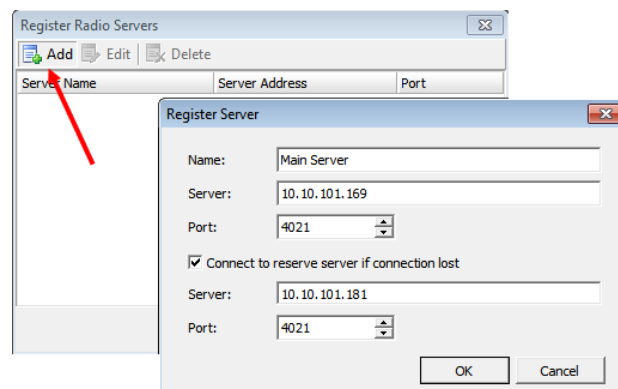 Register Radio Servers
Add Edit Delete
Server Name Server Address Port
Register Server
Name: Main Server
Server: 10.10.101.169
Port: 4021
Connect to reserve server if connection lost
Server: 10.10.101.181
Port: 4021
OK Cancel